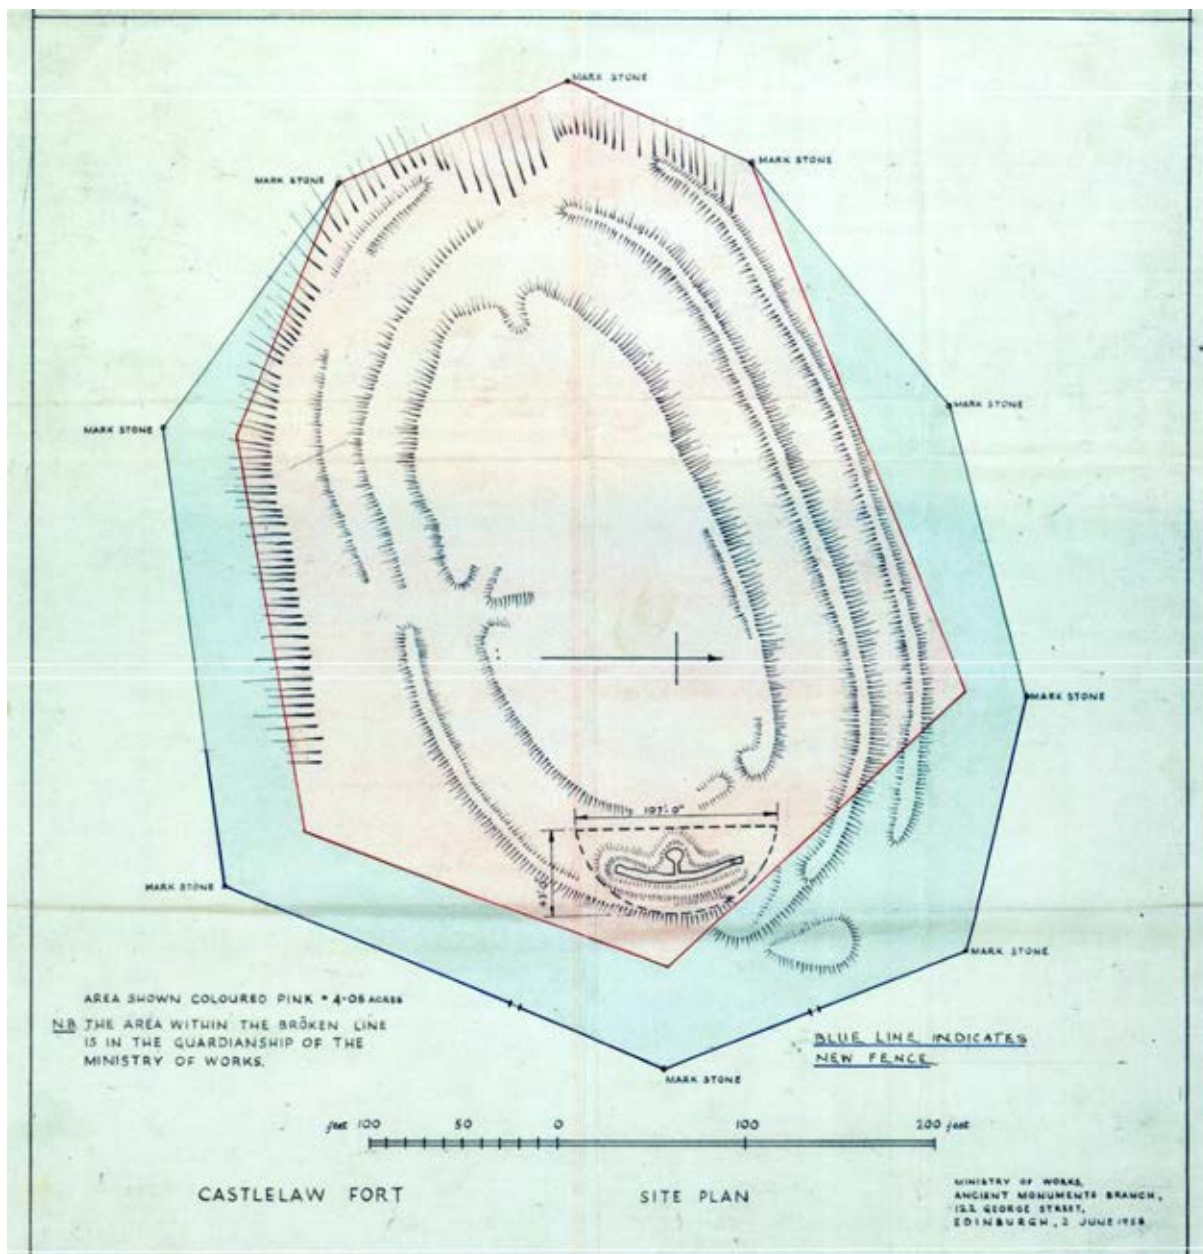 MARK STONE
MARK STONE
MARK STONE
MARK STONE
MARK STONE
MARK STONE
107'-0"
MARK STONE
MARK STONE
AREA SHOWN COLOURED PINK = ACRES
N.B. THE AREA WITHIN THE BROKEN LINE
IS IN THE GUARDIANSHIP OF THE
MINISTRY OF WORKS.
BLUE LINE INDICATES
NEW FENCE
MARK STONE
feet 100 50 0 100 200 feet
CASTLELAW FORT
SITE PLAN
MINISTRY OF WORKS,
ANCIENT MONUMENTS BRANCH,
122 GEORGE STREET,
EDINBURGH, 2 JUNE 1958